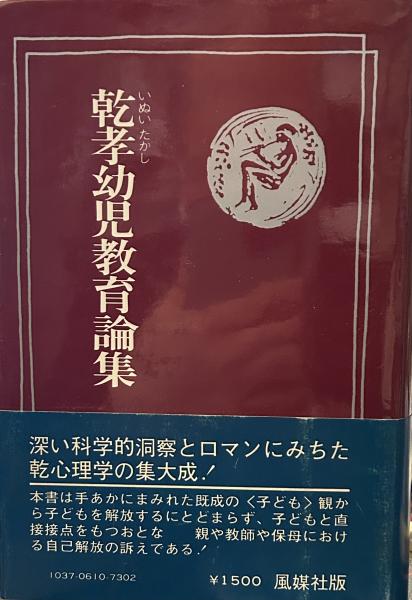 いぬい たかし
乾孝幼児教育論集
深い科学的洞察とロマンにみちた
乾心理学の集大成!
本書は手あかにまみれた既成の〈子ども〉観か
ら子どもを解放するにとどまらず、子どもと直
接接点をもつおとな　親や教師や保母におけ
る自己解放の訴えである!
1037-0610-7302
¥1500 風媒社版